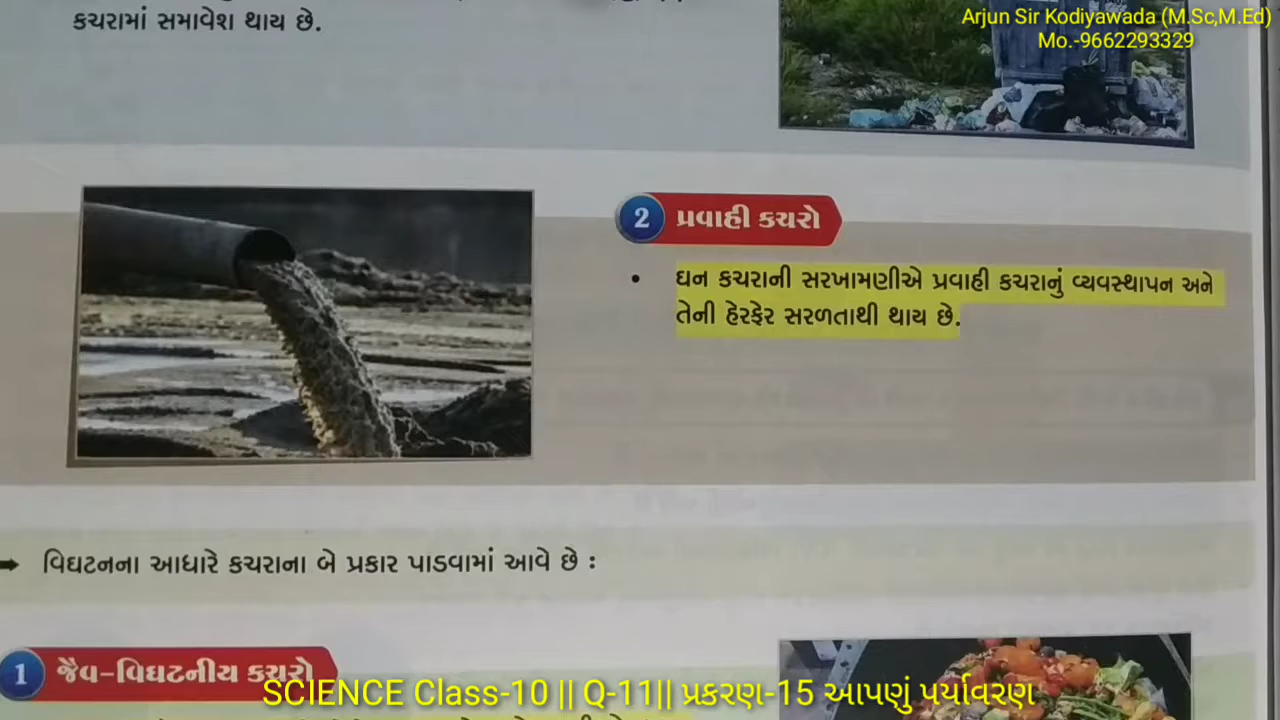 Arjun Sir Kodiyawada (M.Sc,M.Ed)
Mo.-9662293329
કચરામાં સમાવેશ થાય છે.
2 પ્રવાહી કચરો
• ઘન કચરાની સરખામણીએ પ્રવાહી કચરાનું વ્યવસ્થાપન અને
તેની હેરફેર સરળતાથી થાય છે.
➡ વિઘટનના આધારે કચરાના બે પ્રકાર પાડવામાં આવે છે :
1 જૈવ-વિઘટનીય કચરો
SCIENCE Class-10 || Q-11|| પ્રકરણ-15 આપણું પર્યાવરણ